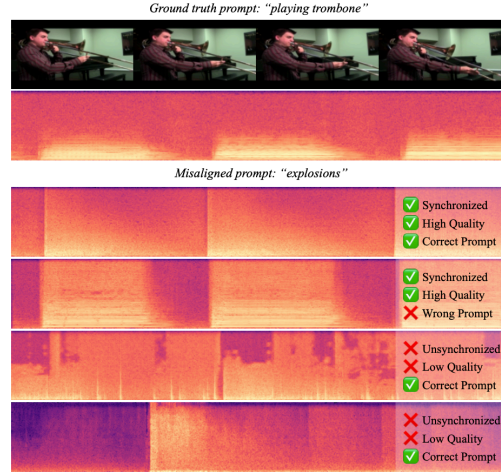 Ground truth prompt: “playing trombone”
Misaligned prompt: “explosions”
✅ Synchronized
✅ High Quality
✅ Correct Prompt
✅ Synchronized
✅ High Quality
❌ Wrong Prompt
❌ Unsynchronized
❌ Low Quality
✅ Correct Prompt
❌ Unsynchronized
❌ Low Quality
✅ Correct Prompt